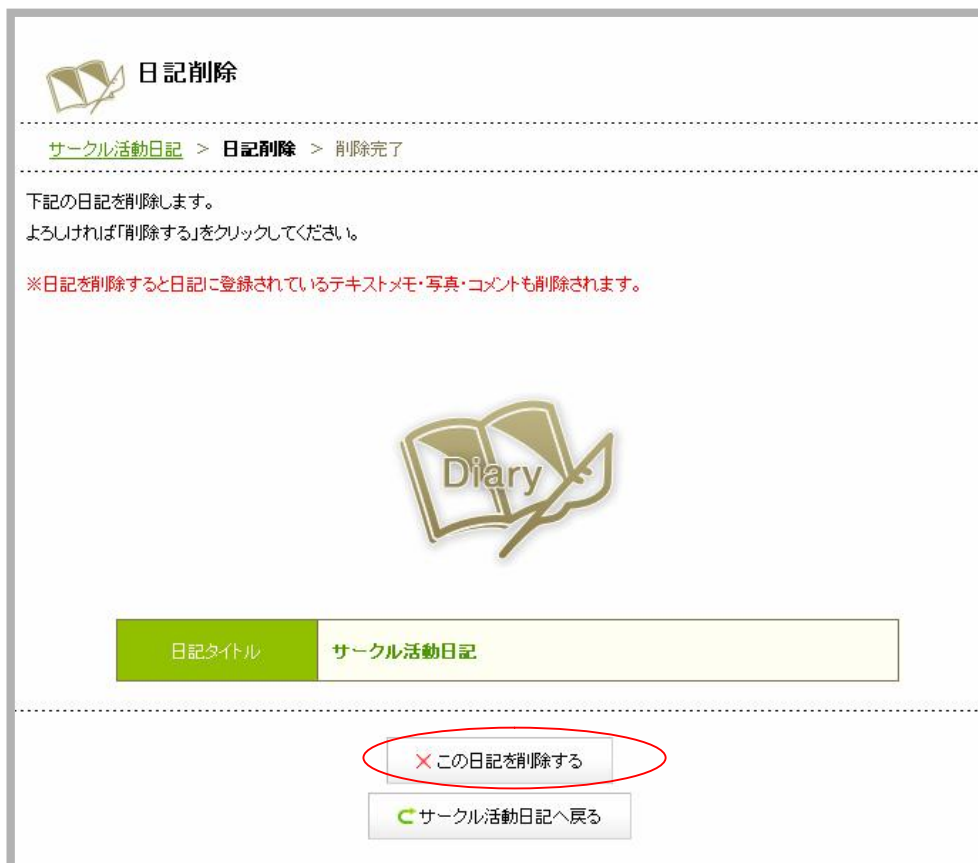 日記削除
サークル活動日記 > 日記削除 > 削除完了
下記の日記を削除します。
よろしければ「削除する」をクリックしてください。
※日記を削除すると日記に登録されているテキストメモ・写真・コメントも削除されます。
Diary
日記タイトル サークル活動日記
この日記を削除する
サークル活動日記へ戻る